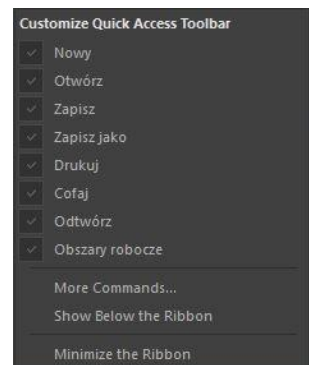 Customize Quick Access Toolbar
Nowy
Otwórz
Zapisz
Zapisz jako
Drukuj
Cofaj
Odtwórz
Obszary robocze
More Commands...
Show Below the Ribbon
Minimize the Ribbon